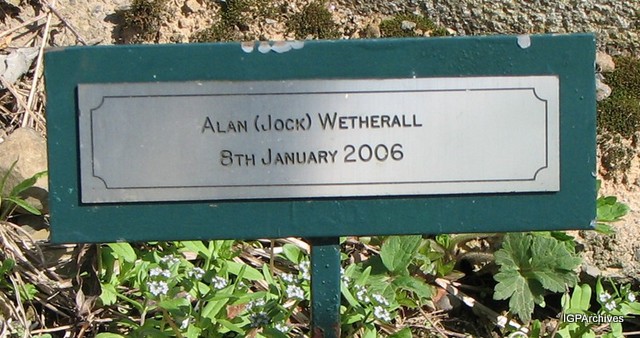 Alan (Jock) Wetherall
8th January 2006
IGPArchives